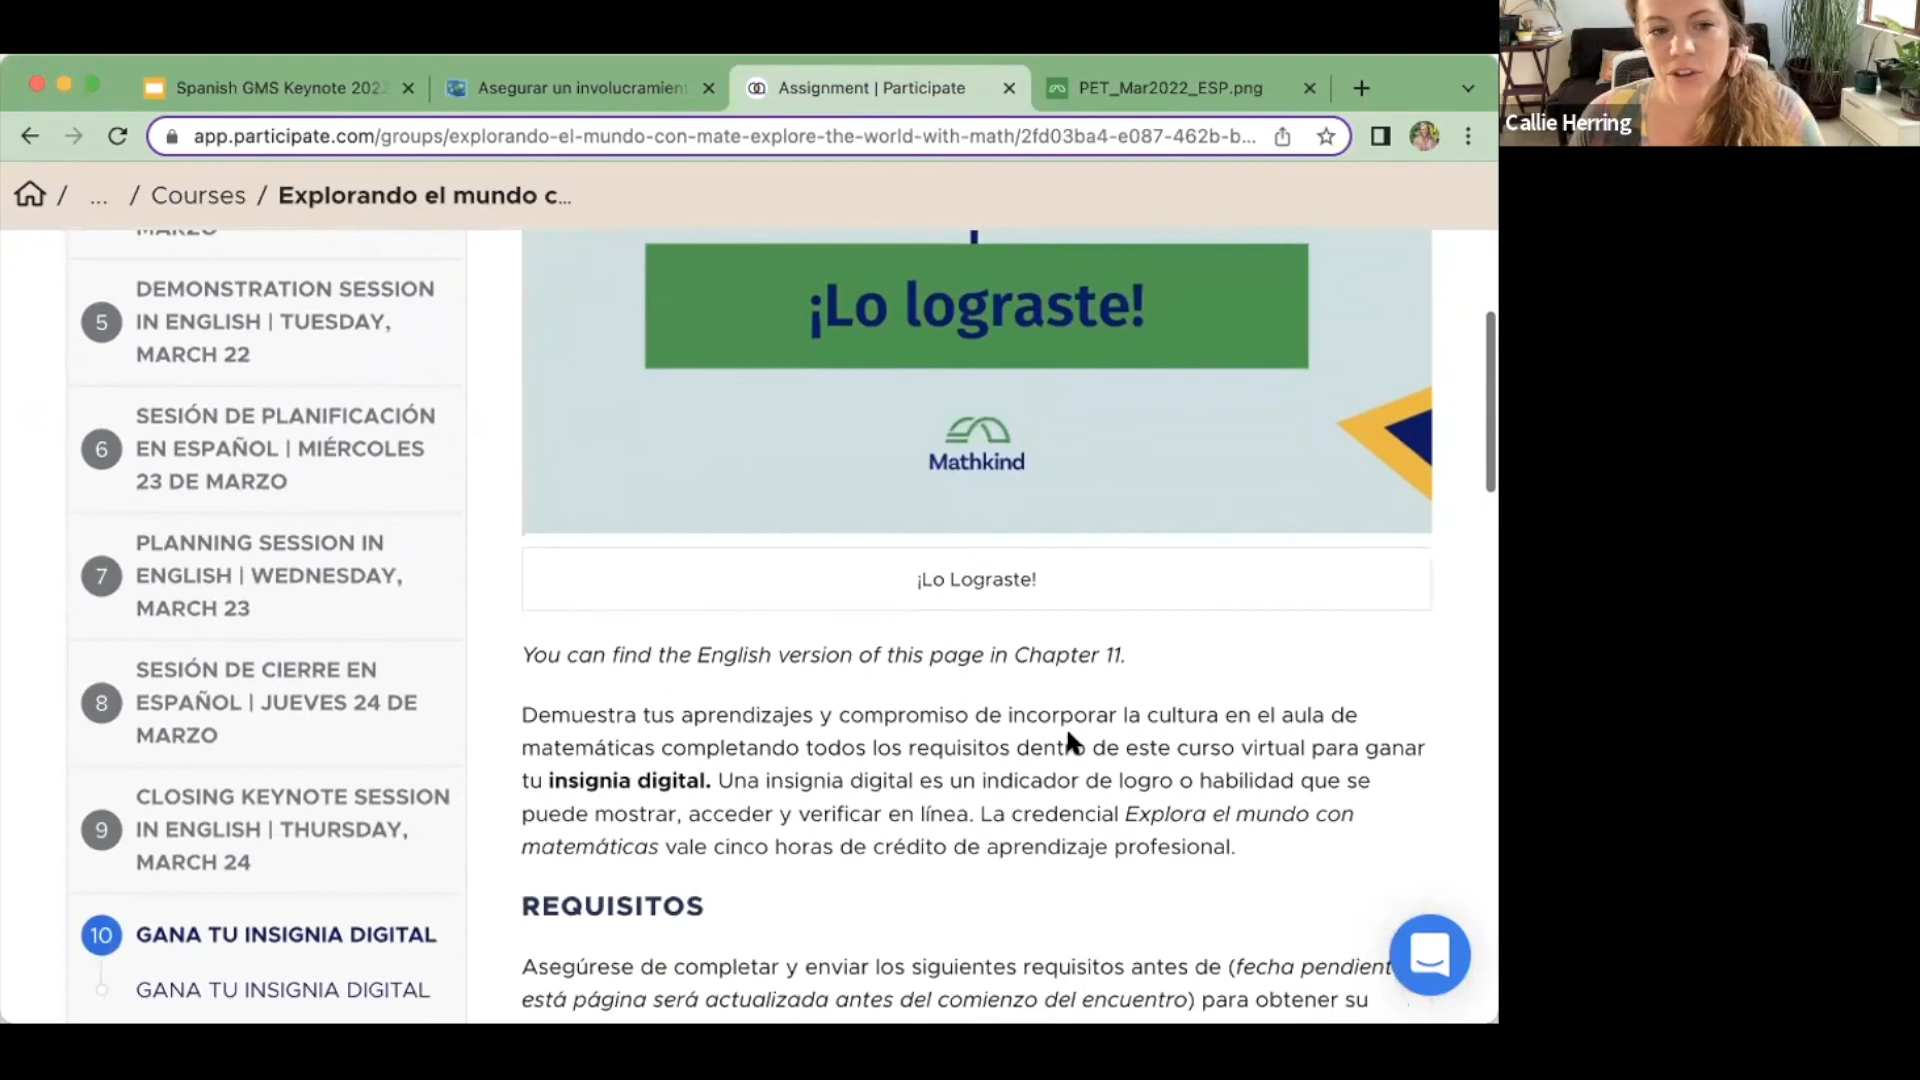 Spanish GMS Keynote 202
Asegurar un involucramient
Assignment | Participate
PET_Mar2022_ESP.png
app.participate.com/groups/explorando-el-mundo-con-mate-explore-the-world-with-math/2fd03ba4-e087-462b-b...
Callie Herring
/ ... / Courses / Explorando el mundo c...
MARZO
5
DEMONSTRATION SESSION
IN ENGLISH | TUESDAY,
MARCH 22
6
SESIÓN DE PLANIFICACIÓN
EN ESPAÑOL | MIÉRCOLES
23 DE MARZO
7
PLANNING SESSION IN
ENGLISH | WEDNESDAY,
MARCH 23
8
SESIÓN DE CIERRE EN
ESPAÑOL | JUEVES 24 DE
MARZO
9
CLOSING KEYNOTE SESSION
IN ENGLISH | THURSDAY,
MARCH 24
10
GANA TU INSIGNIA DIGITAL
GANA TU INSIGNIA DIGITAL
¡Lo lograste!
Mathkind
¡Lo Lograste!
You can find the English version of this page in Chapter 11.
Demuestra tus aprendizajes y compromiso de incorporar la cultura en el aula de
matemáticas completando todos los requisitos dentro de este curso virtual para ganar
tu insignia digital. Una insignia digital es un indicador de logro o habilidad que se
puede mostrar, acceder y verificar en línea. La credencial Explora el mundo con
matemáticas vale cinco horas de crédito de aprendizaje profesional.
REQUISITOS
Asegúrese de completar y enviar los siguientes requisitos antes de (fecha pendient
está página será actualizada antes del comienzo del encuentro) para obtener su